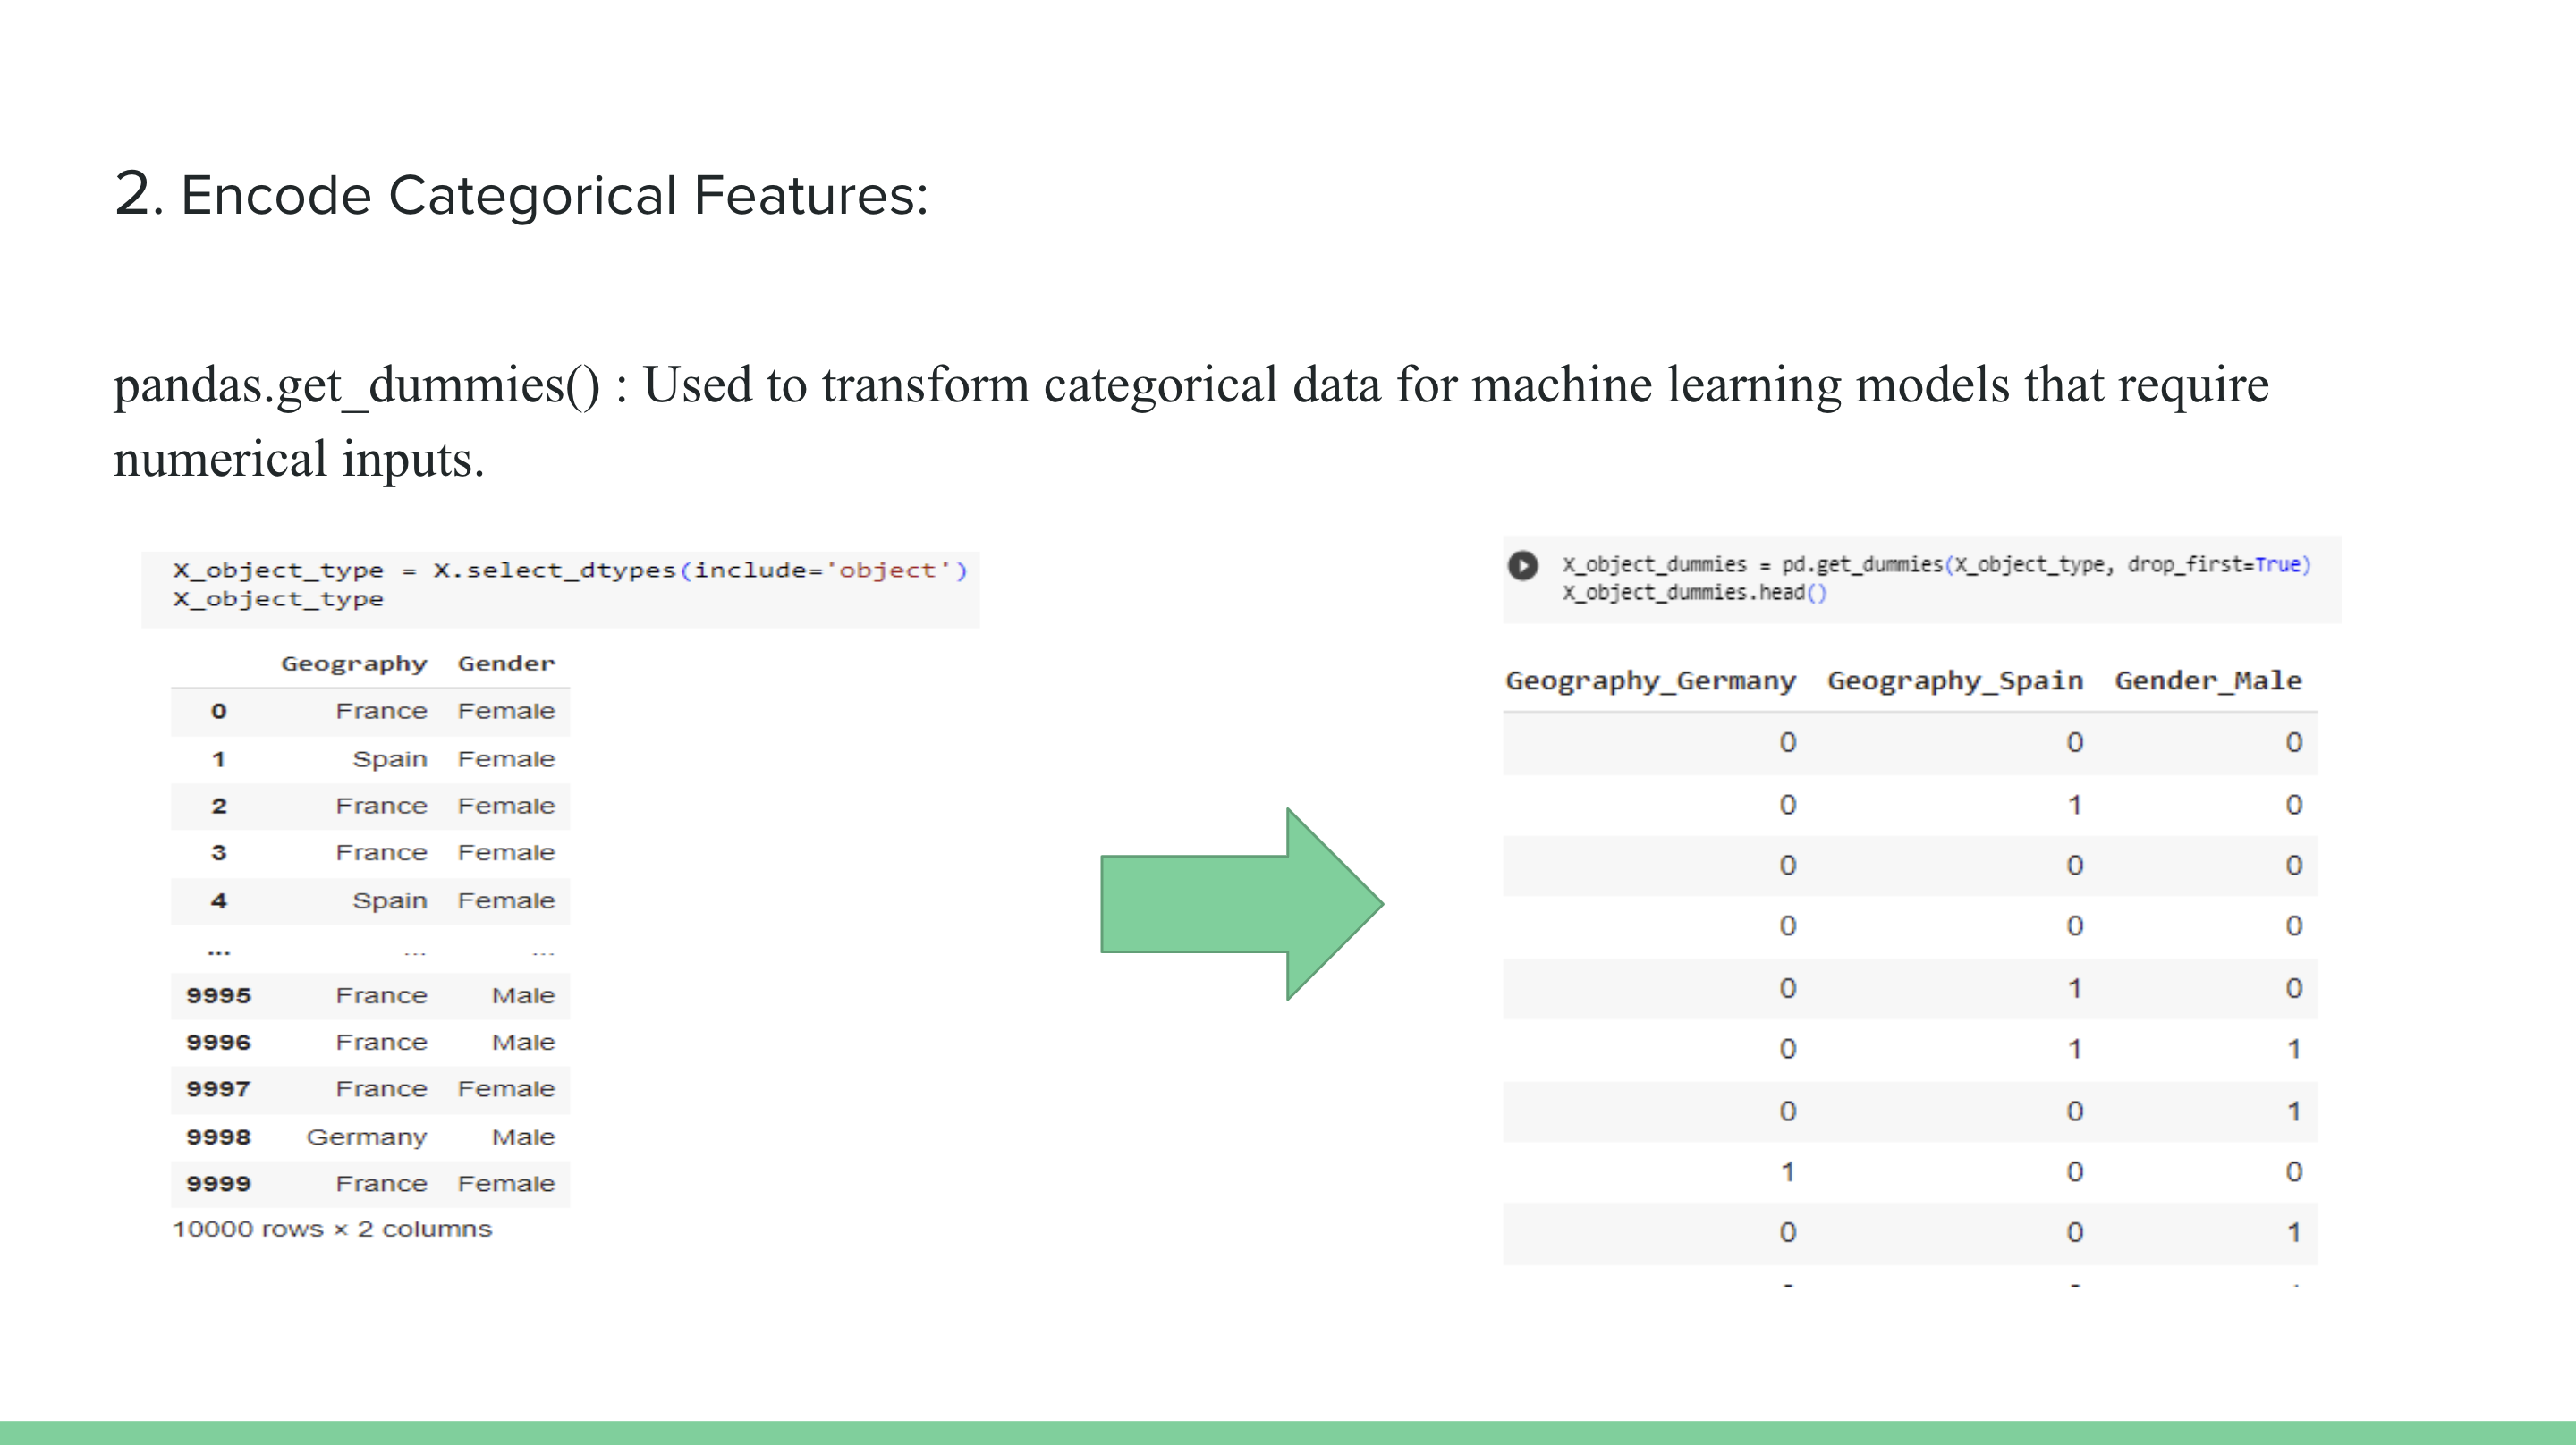 2. Encode Categorical Features:
pandas.get_dummies() : Used to transform categorical data for machine learning models that require
numerical inputs.
X_object_type = X.select_dtypes(include='object')
X_object_type
Geography Gender
0 France Female
1 Spain Female
2 France Female
3 France Female
4 Spain Female
... ... ...
9995 France Male
9996 France Male
9997 France Female
9998 Germany Male
9999 France Female
10000 rows × 2 columns
X_object_dummies = pd.get_dummies(X_object_type, drop_first=True)
X_object_dummies.head()
Geography_Germany Geography_Spain Gender_Male
0 0 0
0 1 0
0 0 0
0 0 0
0 1 0
0 1 1
0 0 1
1 0 0
0 0 1